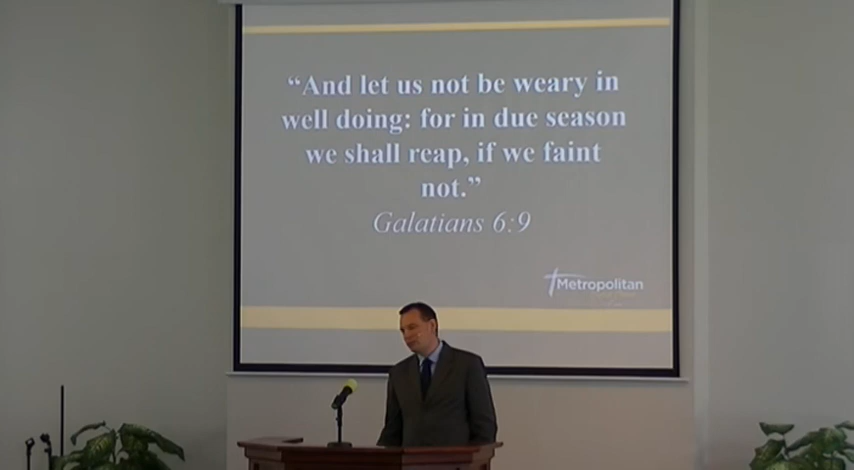 “And let us not be weary in
well doing: for in due season
we shall reap, if we faint
not.”
Galatians 6:9
Metropolitan